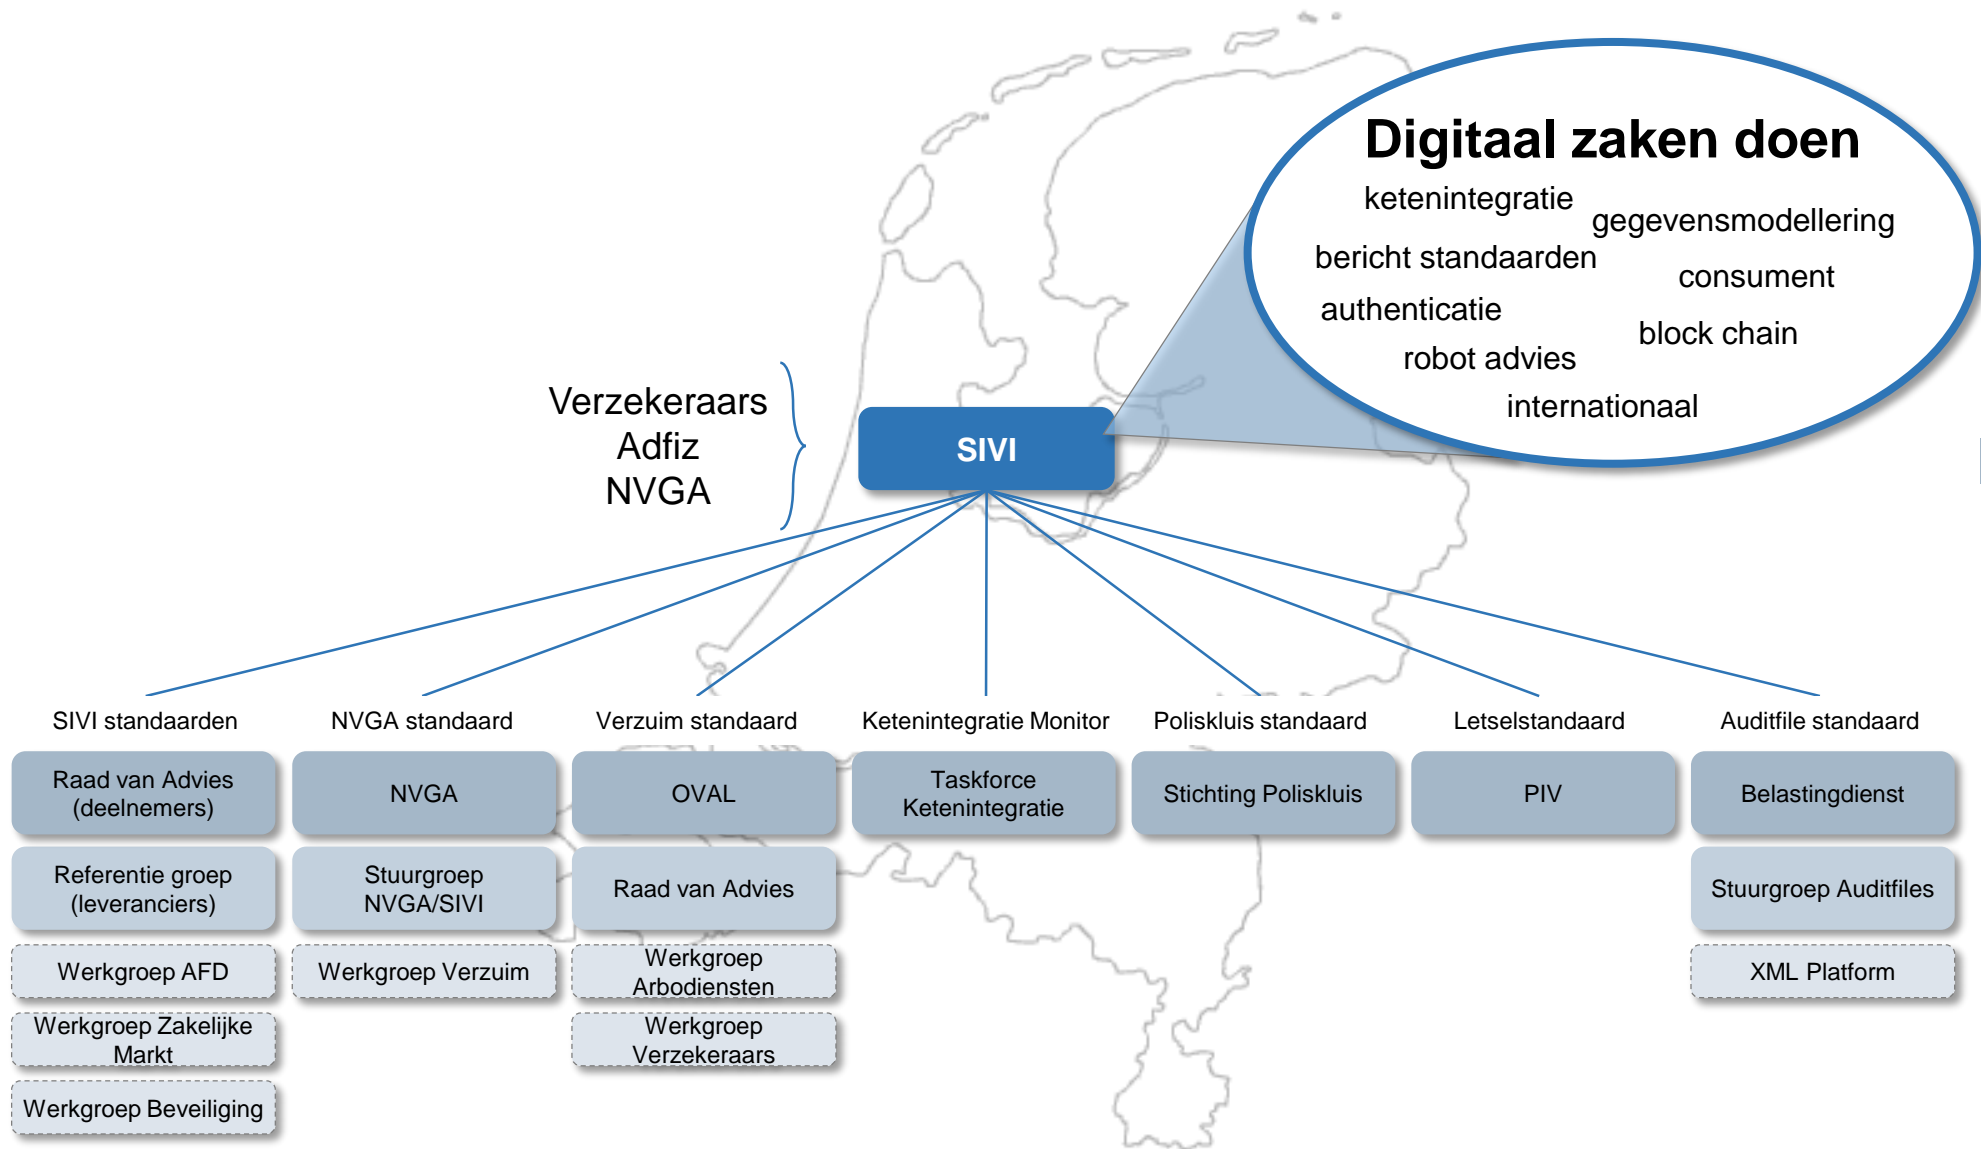 Digitaal zaken doen
ketenintegratie
gegevensmodellering
bericht standaarden
consument
authenticatie
block chain
robot advies
internationaal
Verzekeraars
Adfiz
NVGA
SIVI
SIVI standaarden
Raad van Advies
(deelnemers)
Referentie groep
(leveranciers)
Werkgroep AFD
Werkgroep Zakelijke
Markt
Werkgroep Beveiliging
NVGA standaard
NVGA
Stuurgroep
NVGA/SIVI
Werkgroep Verzuim
Verzuim standaard
OVAL
Raad van Advies
Werkgroep
Arbodiensten
Werkgroep
Verzekeraars
Ketenintegratie Monitor
Taskforce
Ketenintegratie
Poliskluis standaard
Stichting Poliskluis
Letselstandaard
PIV
Auditfile standaard
Belastingdienst
Stuurgroep Auditfiles
XML Platform